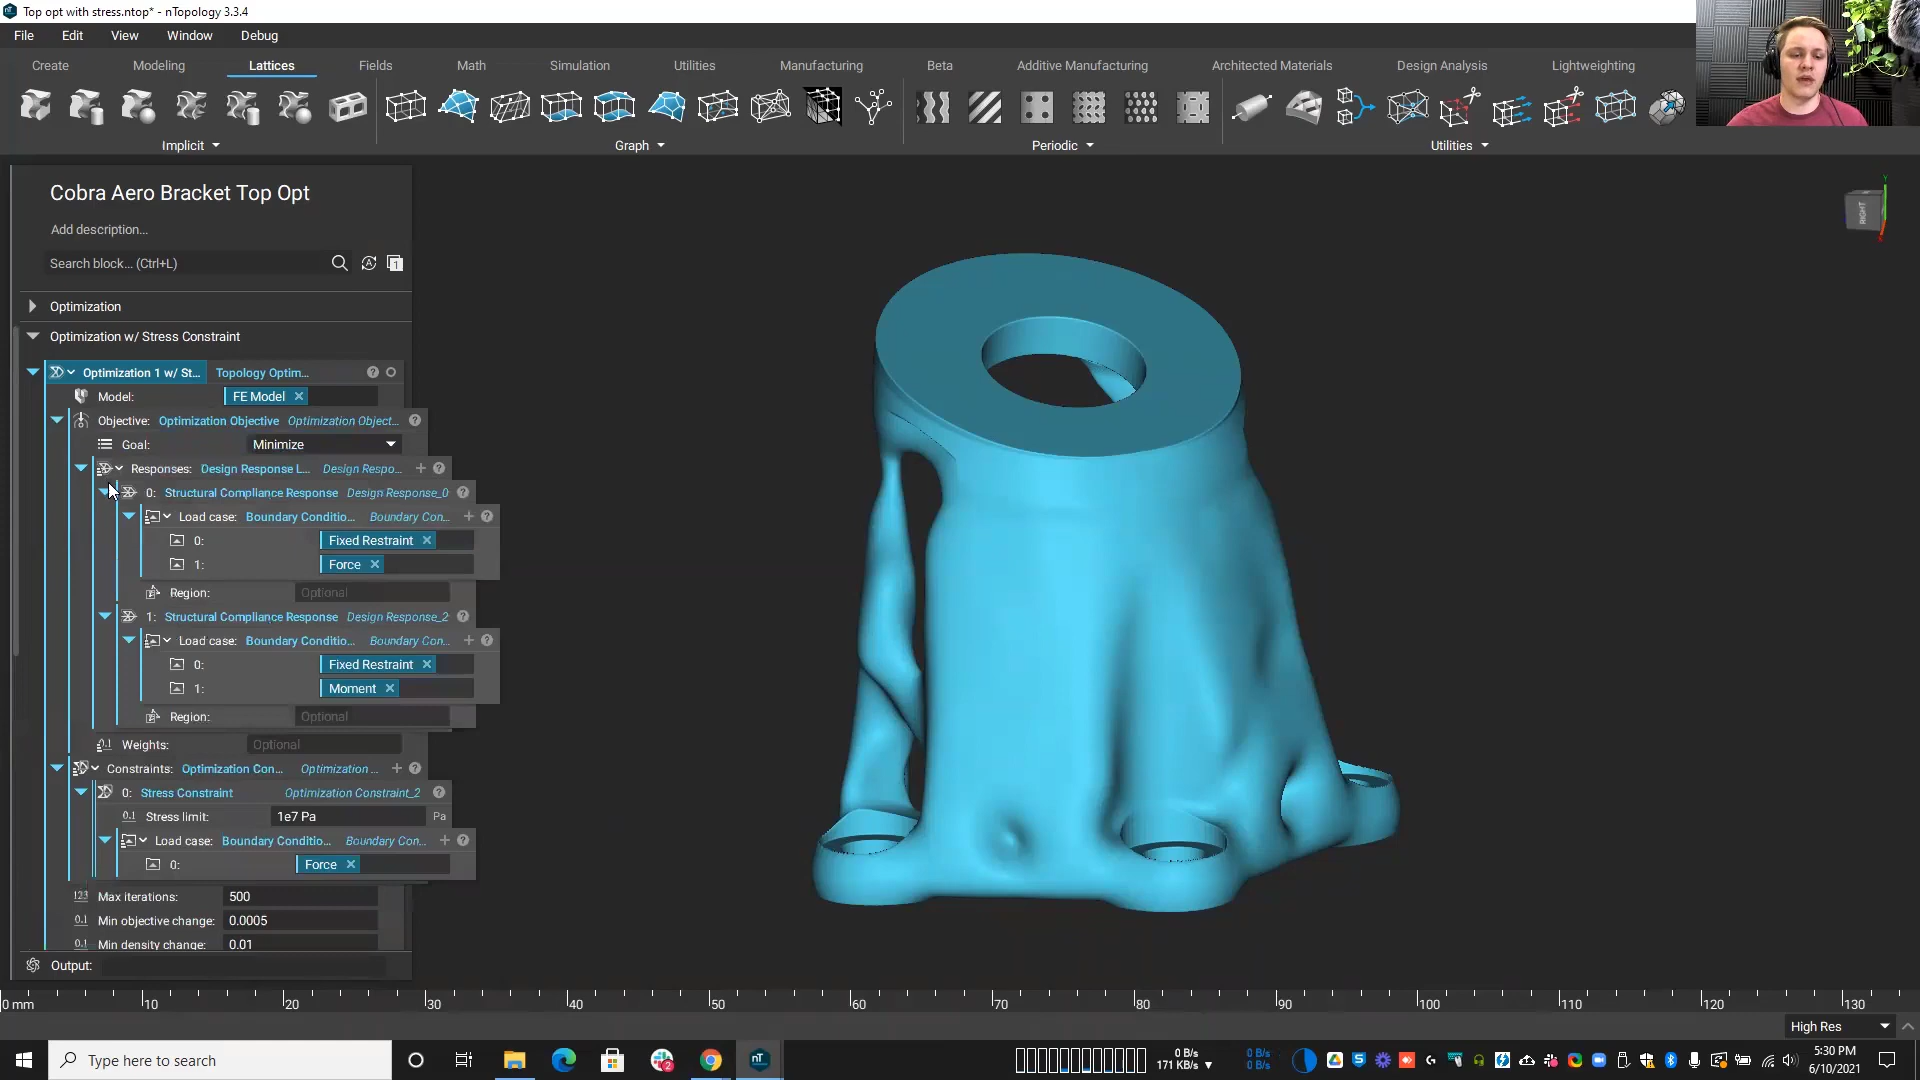 Top opt with stress.ntop* - nTopology 3.3.4
File Edit View Window Debug
Create Modeling Lattices Fields Math Simulation Utilities Manufacturing Beta Additive Manufacturing Architected Materials Design Analysis Lightweighting
Implicit Graph Periodic Utilities
Cobra Aero Bracket Top Opt
Add description...
Search block... (Ctrl+L)
Optimization
Optimization w/ Stress Constraint
Optimization 1 w/ St... Topology Optim...
Model: FE Model
Objective: Optimization Objective Optimization Object...
Goal: Minimize
Responses: Design Response L... Design Respo...
0: Structural Compliance Response Design Response_0
Load case: Boundary Conditio... Boundary Con...
0: Fixed Restraint
1: Force
Region: Optional
1: Structural Compliance Response Design Response_2
Load case: Boundary Conditio... Boundary Con...
0: Fixed Restraint
1: Moment
Region: Optional
Weights: Optional
Constraints: Optimization Con... Optimization ...
0: Stress Constraint Optimization Constraint_2
Stress limit: 1e7 Pa Pa
Load case: Boundary Conditio... Boundary Con...
0: Force
Max iterations: 500
Min objective change: 0.0005
Min density change: 0.01
Output:
RIGHT
0 mm 10 20 30 40 50 60 70 80 90 100 110 120 130
High Res
Type here to search
0 B/s
171 KB/s
0 B/s
0 B/s
5:30 PM
6/10/2021